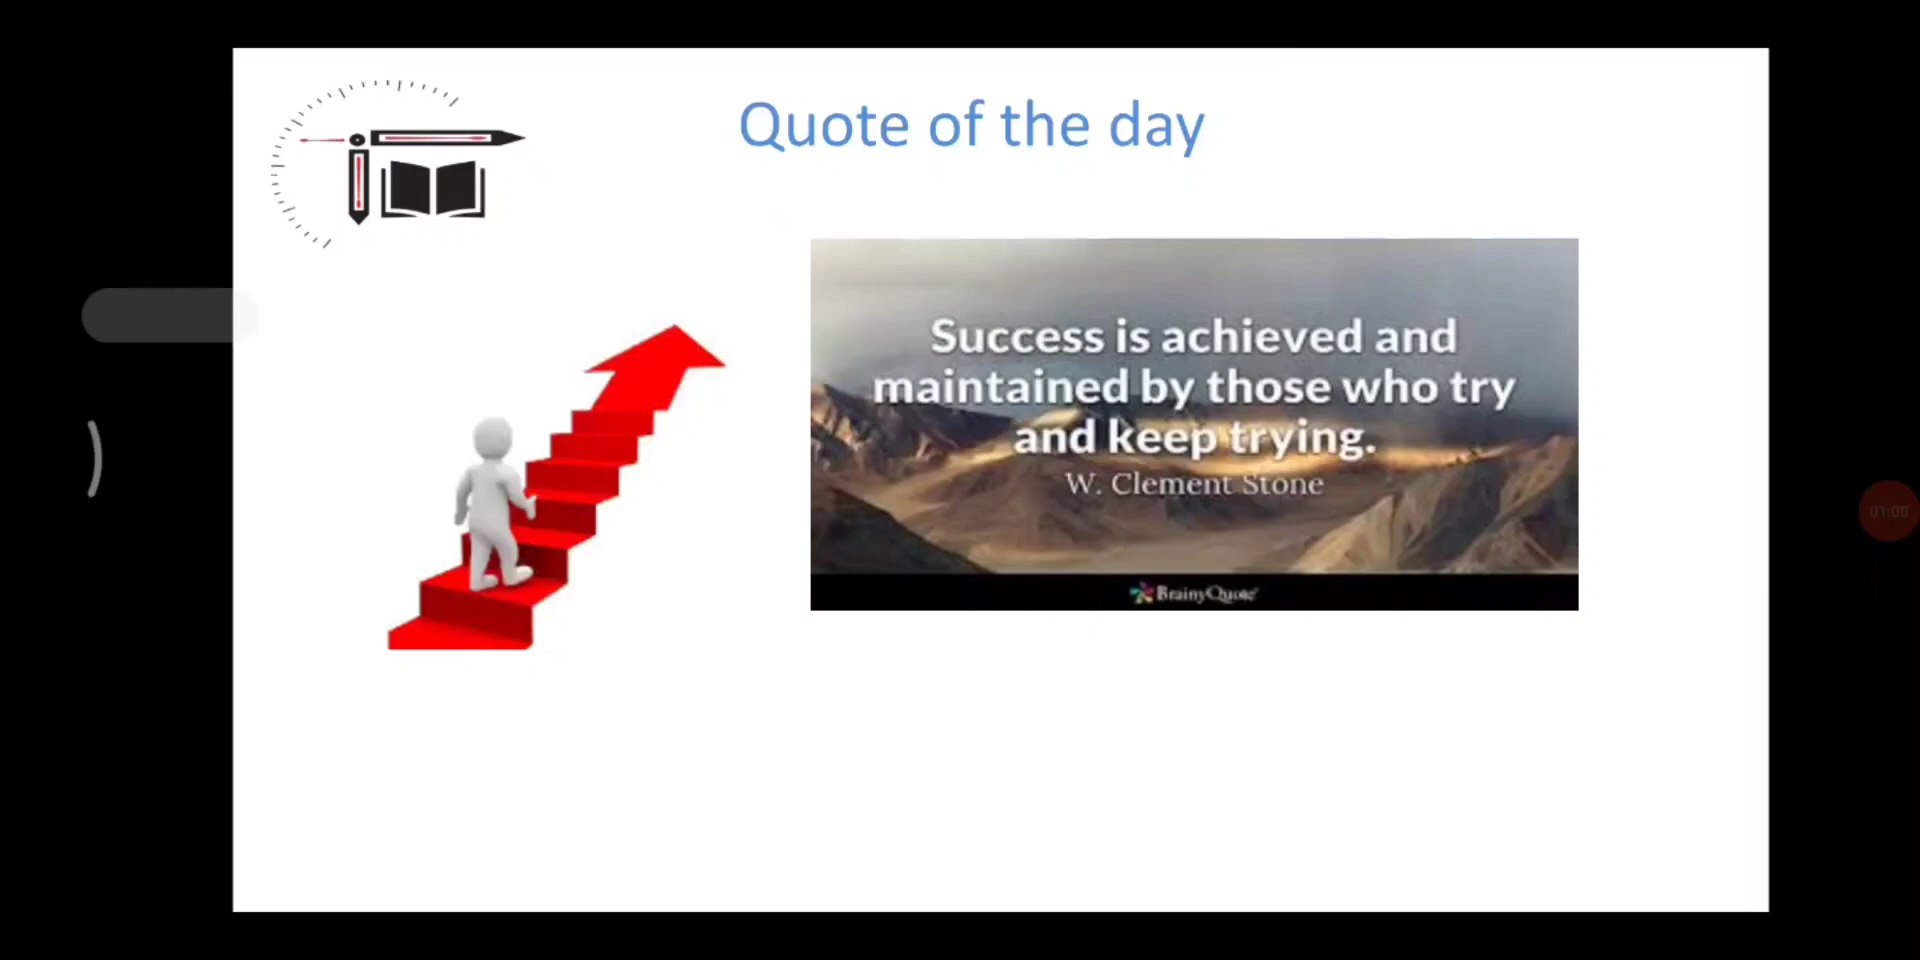 Quote of the day
Success is achieved and
maintained by those who try
and keep trying.
W. Clement Stone
BrainyQuote